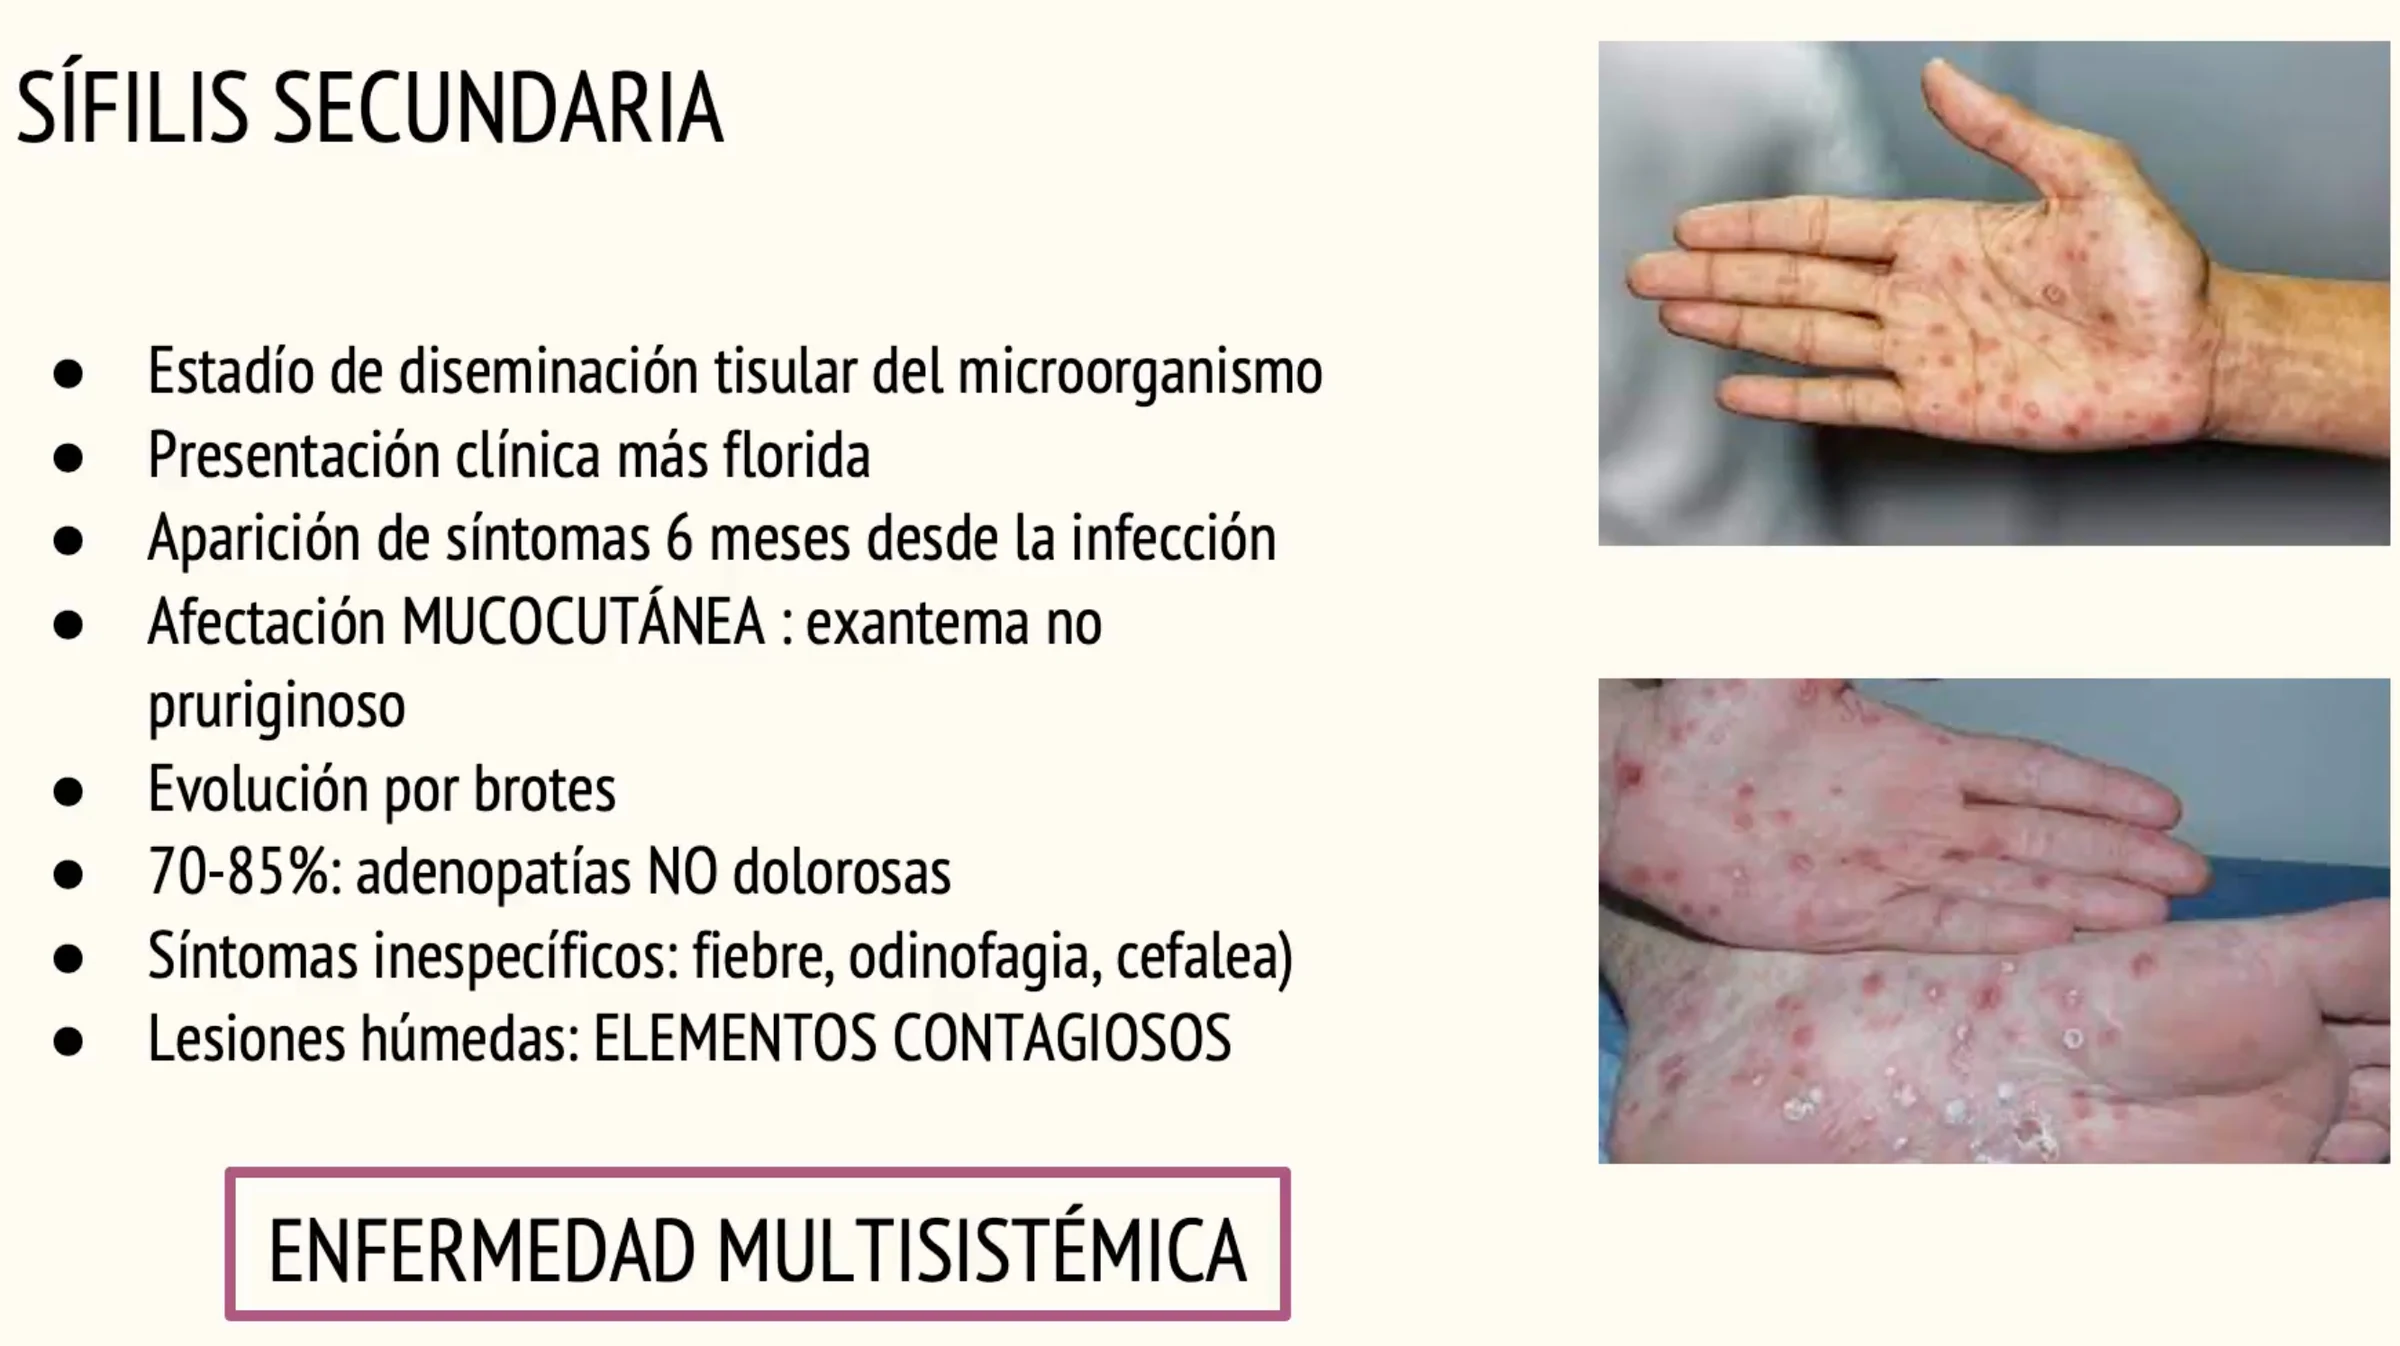 SÍFILIS SECUNDARIA
● Estadío de diseminación tisular del microorganismo
● Presentación clínica más florida
● Aparición de síntomas 6 meses desde la infección
● Afectación MUCOCUTÁNEA : exantema no
pruriginoso
● Evolución por brotes
● 70-85%: adenopatías NO dolorosas
● Síntomas inespecíficos: fiebre, odinofagia, cefalea)
● Lesiones húmedas: ELEMENTOS CONTAGIOSOS
ENFERMEDAD MULTISISTÉMICA